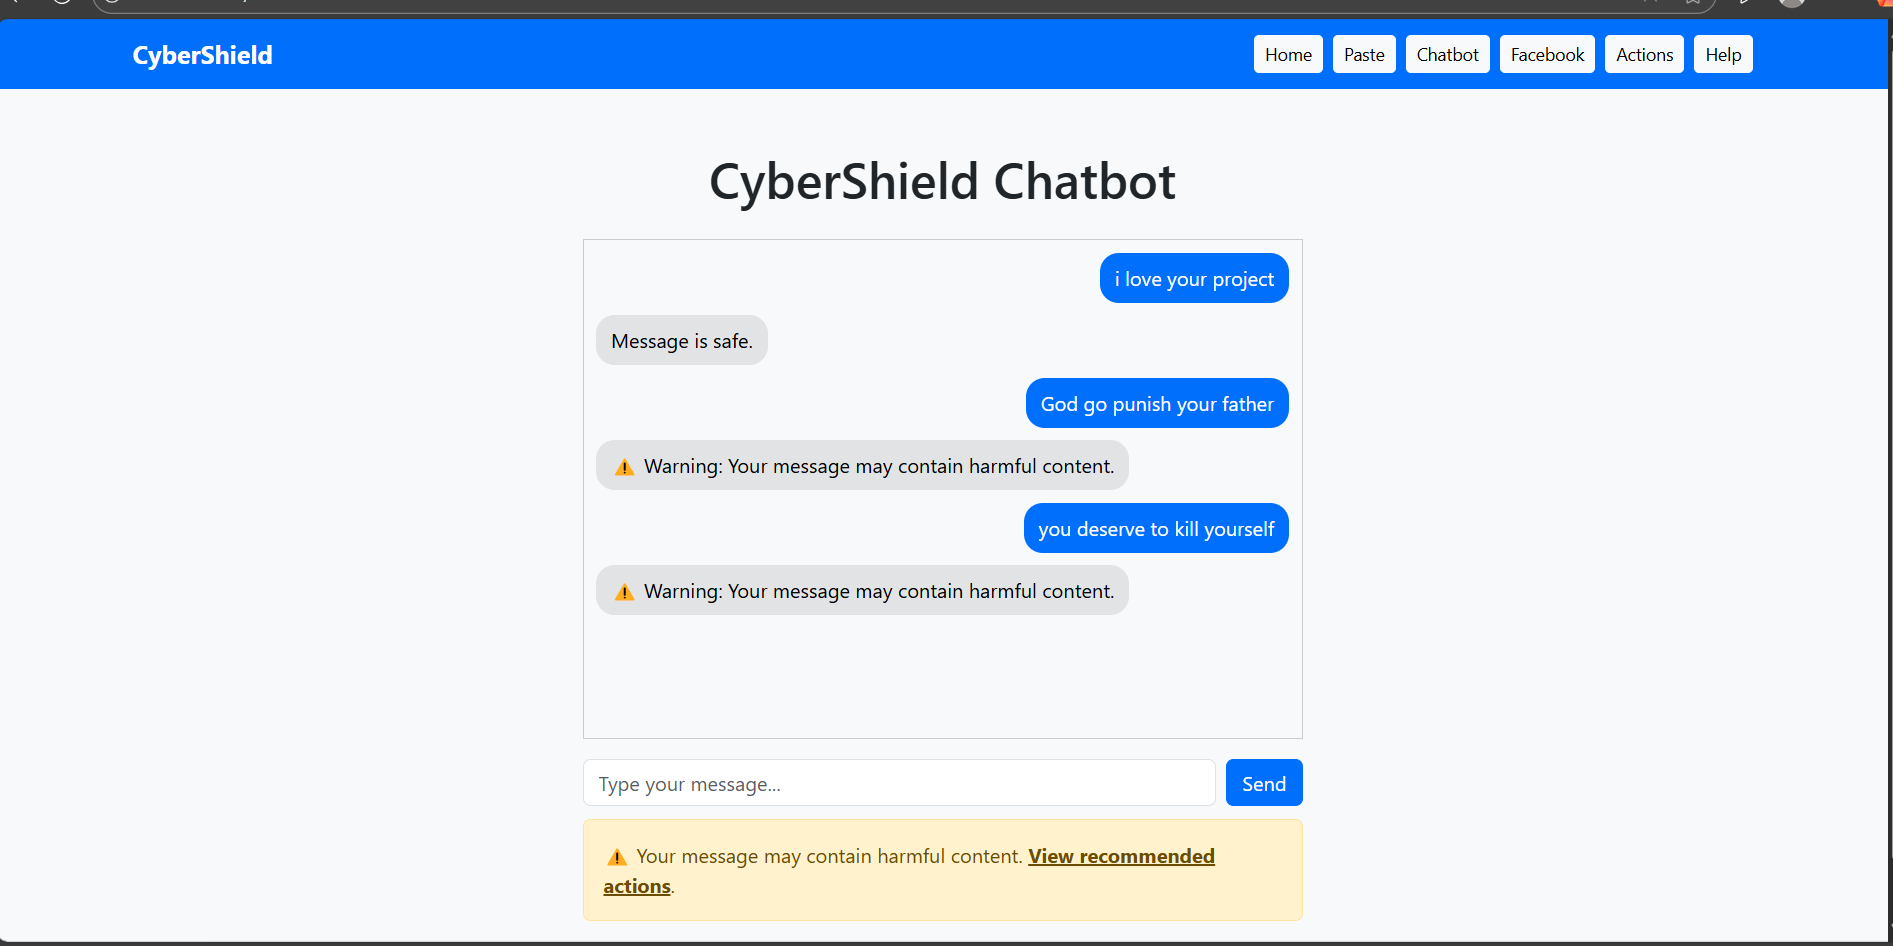 CyberShield
Home Paste Chatbot Facebook Actions Help
CyberShield Chatbot
i love your project
Message is safe.
God go punish your father
⚠ Warning: Your message may contain harmful content.
you deserve to kill yourself
⚠ Warning: Your message may contain harmful content.
Type your message...
Send
⚠ Your message may contain harmful content. View recommended
actions.